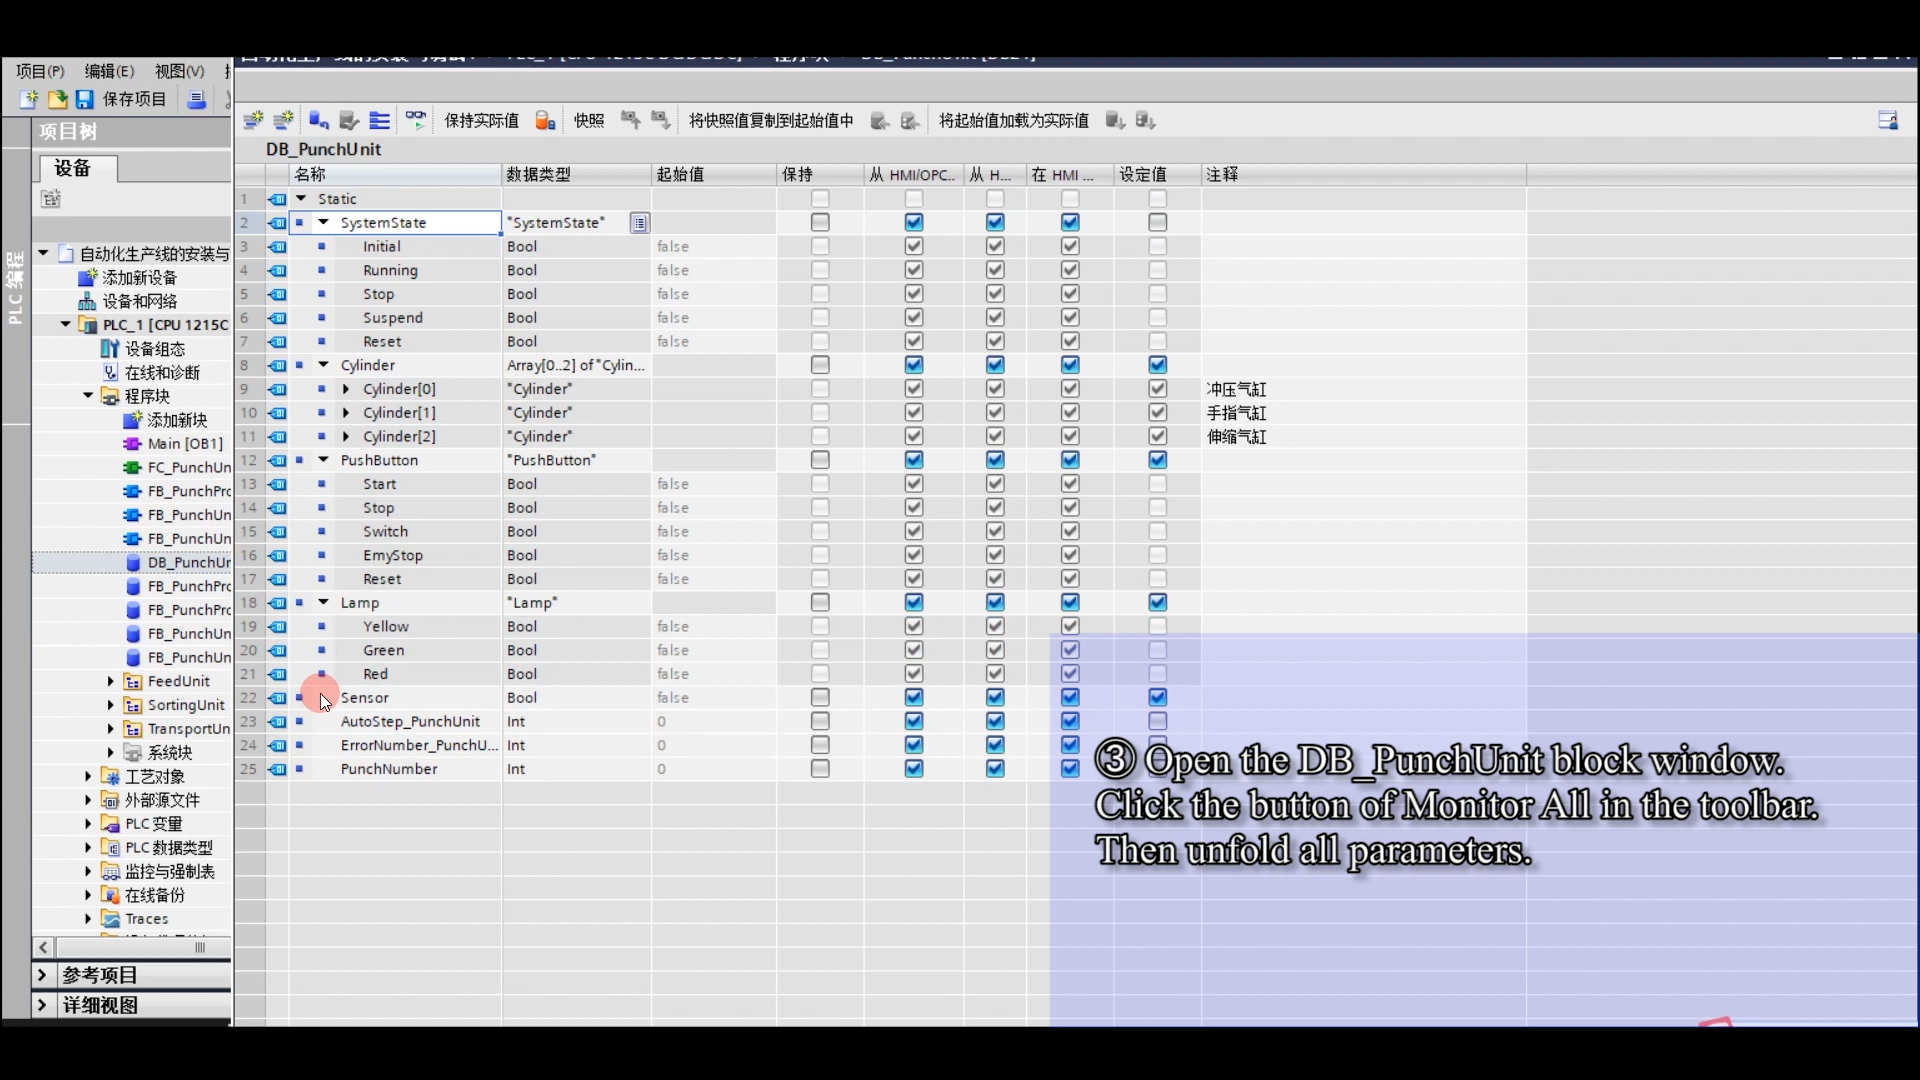 项目(P) 编辑(E) 视图(V)
保存项目
保持实际值 快照 将快照值复制到起始值中 将起始值加载为实际值
PLC 编程
项目树
设备
自动化生产线的安装与
添加新设备
设备和网络
PLC_1 [CPU 1215C
设备组态
在线和诊断
程序块
添加新块
Main [OB1]
FC_PunchUn
FB_PunchPro
FB_PunchUn
FB_PunchUn
DB_PunchUn
FB_PunchPro
FB_PunchPro
FB_PunchUn
FB_PunchUn
FeedUnit
SortingUnit
TransportUn
系统块
工艺对象
外部源文件
PLC 变量
PLC 数据类型
监控与强制表
在线备份
Traces
参考项目
详细视图
DB_PunchUnit
名称 数据类型 起始值 保持 从 HMI/OPC.. 从 H... 在 HMI ... 设定值 注释
1 Static
2 SystemState "SystemState"
3 Initial Bool false
4 Running Bool false
5 Stop Bool false
6 Suspend Bool false
7 Reset Bool false
8 Cylinder Array[0..2] of "Cylin...
9 Cylinder[0] "Cylinder" 冲压气缸
10 Cylinder[1] "Cylinder" 手指气缸
11 Cylinder[2] "Cylinder" 伸缩气缸
12 PushButton "PushButton"
13 Start Bool false
14 Stop Bool false
15 Switch Bool false
16 EmyStop Bool false
17 Reset Bool false
18 Lamp "Lamp"
19 Yellow Bool false
20 Green Bool false
21 Red Bool false
22 Sensor Bool false
23 AutoStep_PunchUnit Int 0
24 ErrorNumber_PunchU... Int 0
25 PunchNumber Int 0
③ Open the DB_PunchUnit block window.
Click the button of Monitor All in the toolbar.
Then unfold all parameters.